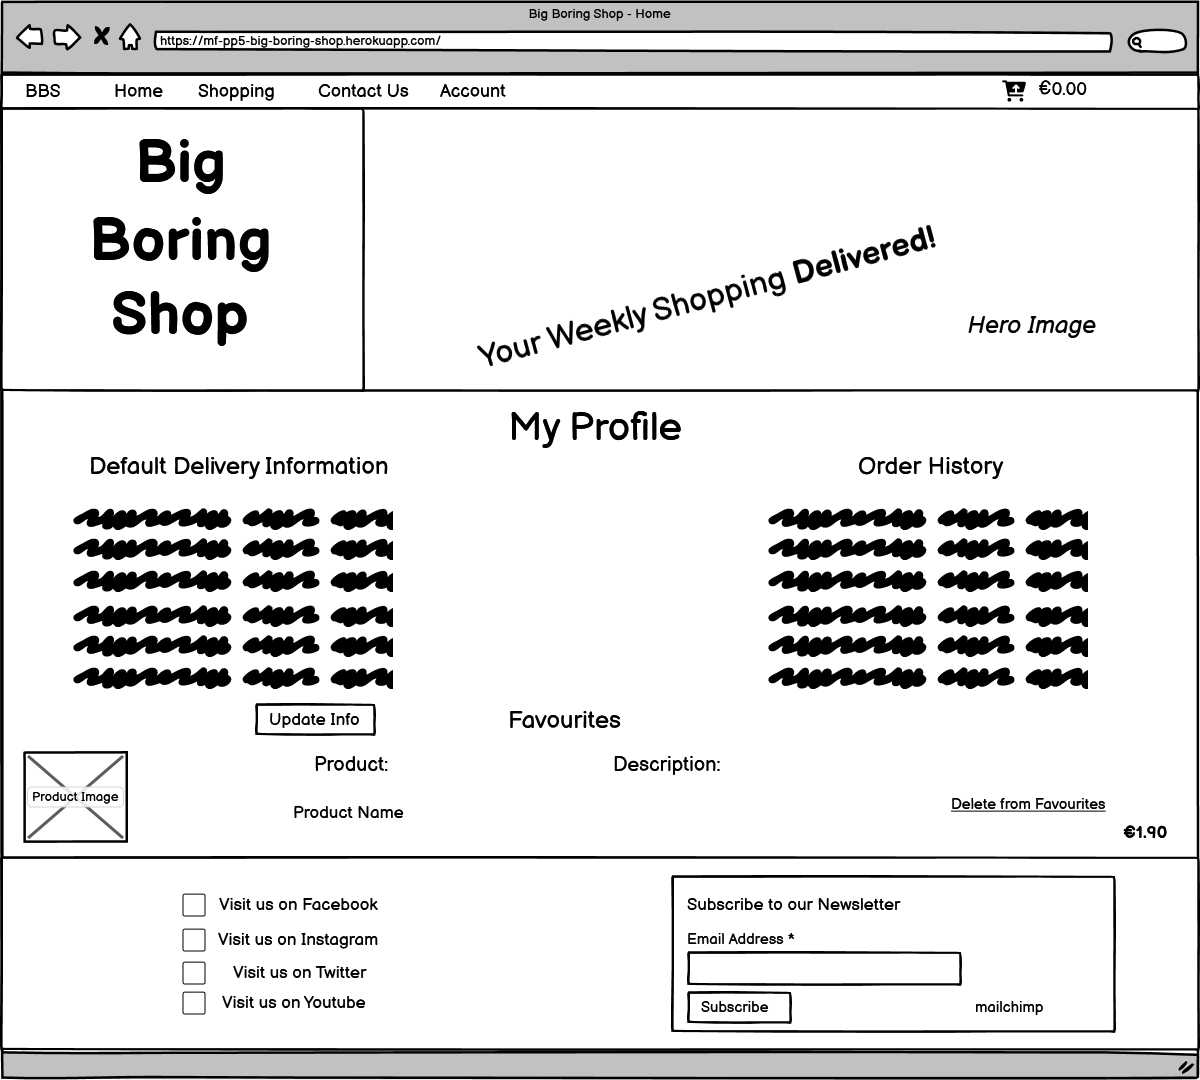 Big Boring Shop - Home
https://mf-pp5-big-boring-shop.herokuapp.com/
BBS Home Shopping Contact Us Account €0.00
Big
Boring
Shop
Your Weekly Shopping Delivered!
Hero Image
My Profile
Default Delivery Information
Order History
Update Info
Favourites
Product Image
Product:
Description:
Product Name
Delete from Favourites
€1.90
Visit us on Facebook
Visit us on Instagram
Visit us on Twitter
Visit us on Youtube
Subscribe to our Newsletter
Email Address *
Subscribe
mailchimp